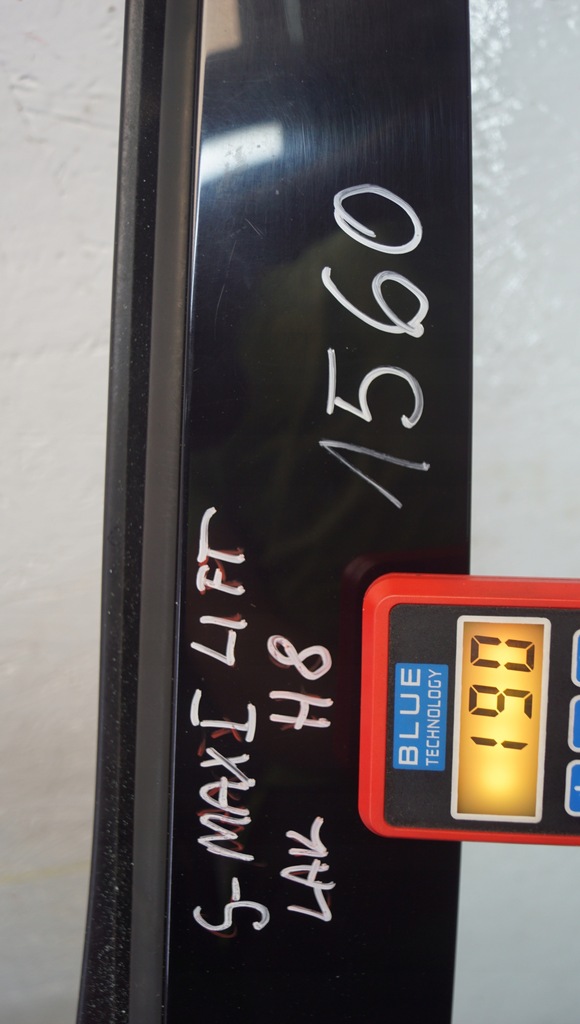 S-MAX I LIFT
LAK H8
1560
BLUE
TECHNOLOGY
190